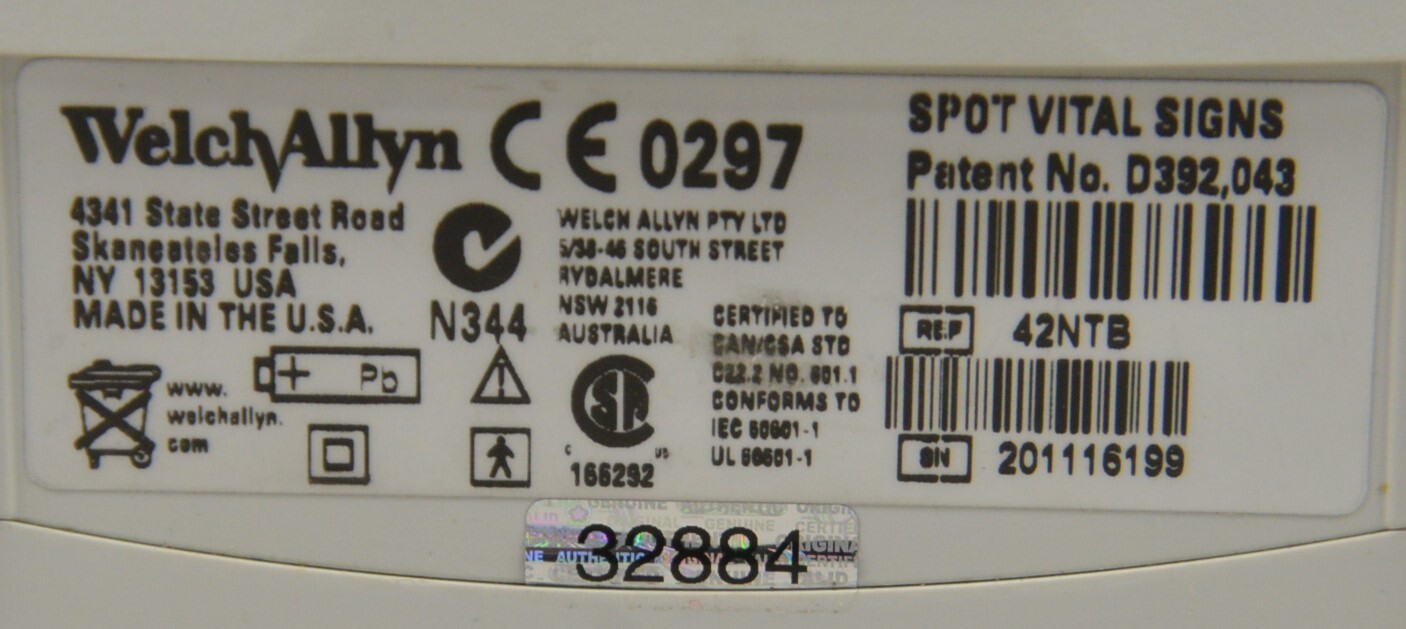 WelchAllyn CE 0297
4341 State Street Road
Skaneateles Falls,
NY 13153 USA
MADE IN THE U.S.A.
N344
WELCH ALLYN PTY LTD
5/38-46 SOUTH STREET
RYDALMERE
NSW 2116
AUSTRALIA
www.
welchallyn.
com
+ Pb
C SA US
166292
CERTIFIED TO
CAN/CSA STD
C22.2 NO. 601.1
CONFORMS TO
IEC 60601-1
UL 60601-1
SPOT VITAL SIGNS
Patent No. D392,043
REF 42NTB
SN 201116199
GENUINE AUTHENTIC
GENUINE
32884